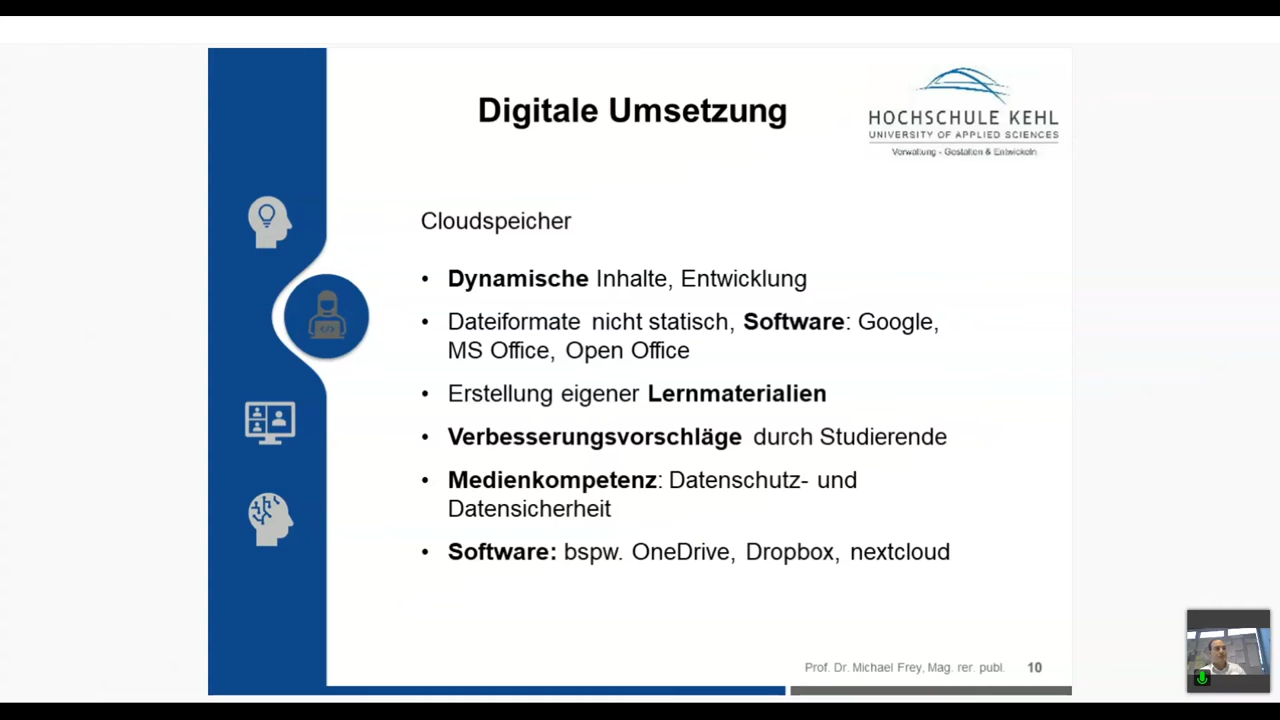 Digitale Umsetzung
HOCHSCHULE KEHL
UNIVERSITY OF APPLIED SCIENCES
Verwaltung - Gestalten & Entwickeln
Cloudspeicher
• Dynamische Inhalte, Entwicklung
• Dateiformate nicht statisch, Software: Google,
MS Office, Open Office
• Erstellung eigener Lernmaterialien
• Verbesserungsvorschläge durch Studierende
• Medienkompetenz: Datenschutz- und
Datensicherheit
• Software: bspw. OneDrive, Dropbox, nextcloud
Prof. Dr. Michael Frey, Mag. rer. publ. 10